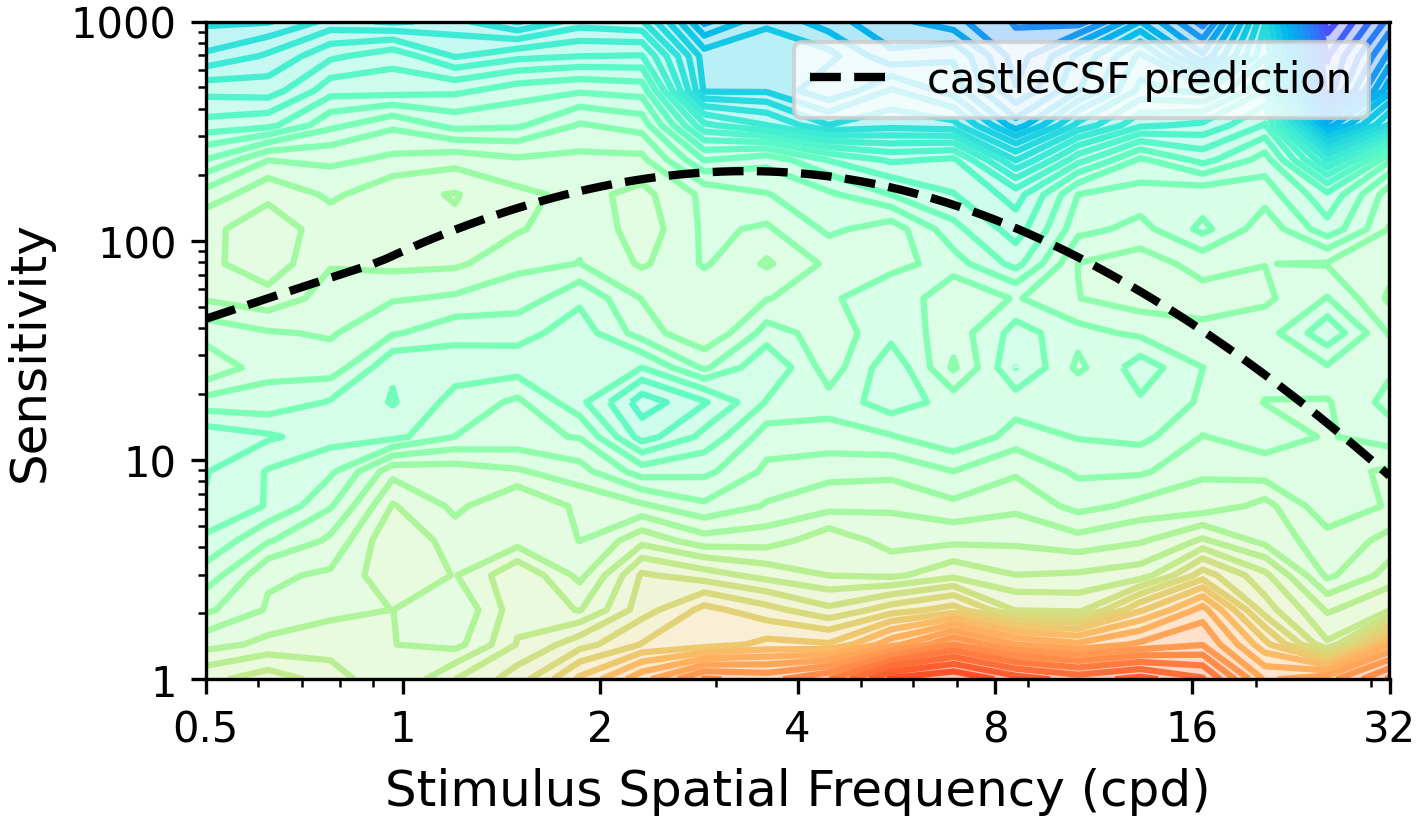 1000
100
10
1
Sensitivity
castleCSF prediction
0.5 1 2 4 8 16 32
Stimulus Spatial Frequency (cpd)